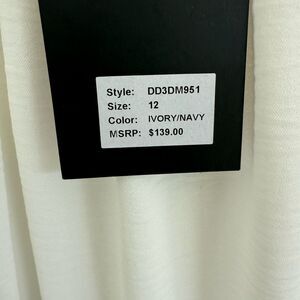 Style: DD3DM951
Size: 12
Color: IVORY/NAVY
MSRP: $139.00